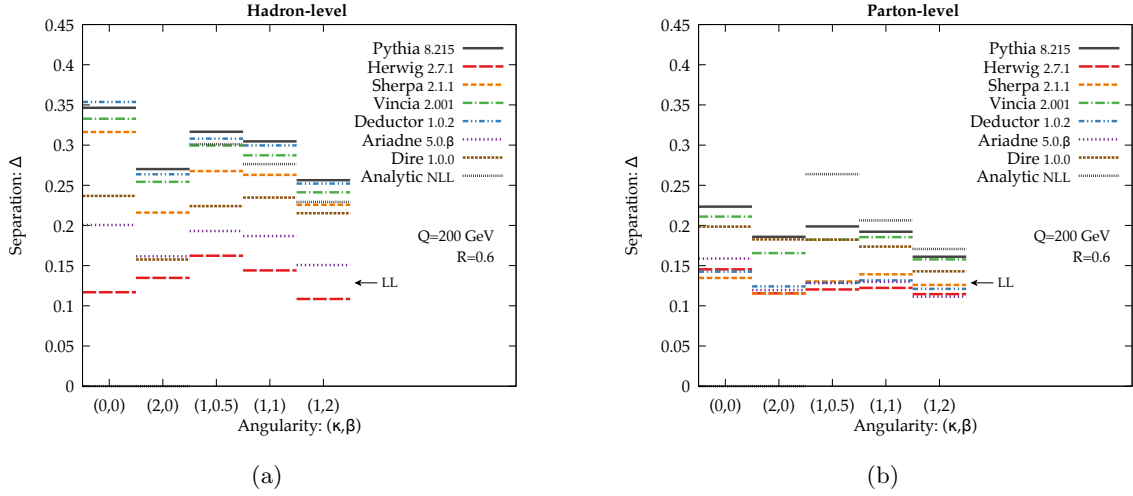 Hadron-level
0.45
0.4
0.35
0.3
0.25
0.2
0.15
0.1
0.05
0
Separation: Δ
Pythia 8.215
Herwig 2.7.1
Sherpa 2.1.1
Vincia 2.001
Deductor 1.0.2
Ariadne 5.0.β
Dire 1.0.0
Analytic NLL
Q=200 GeV
R=0.6
LL
(0,0) (2,0) (1,0.5) (1,1) (1,2)
Angularity: (κ,β)
(a)
Parton-level
0.45
0.4
0.35
0.3
0.25
0.2
0.15
0.1
0.05
0
Separation: Δ
Pythia 8.215
Herwig 2.7.1
Sherpa 2.1.1
Vincia 2.001
Deductor 1.0.2
Ariadne 5.0.β
Dire 1.0.0
Analytic NLL
Q=200 GeV
R=0.6
LL
(0,0) (2,0) (1,0.5) (1,1) (1,2)
Angularity: (κ,β)
(b)